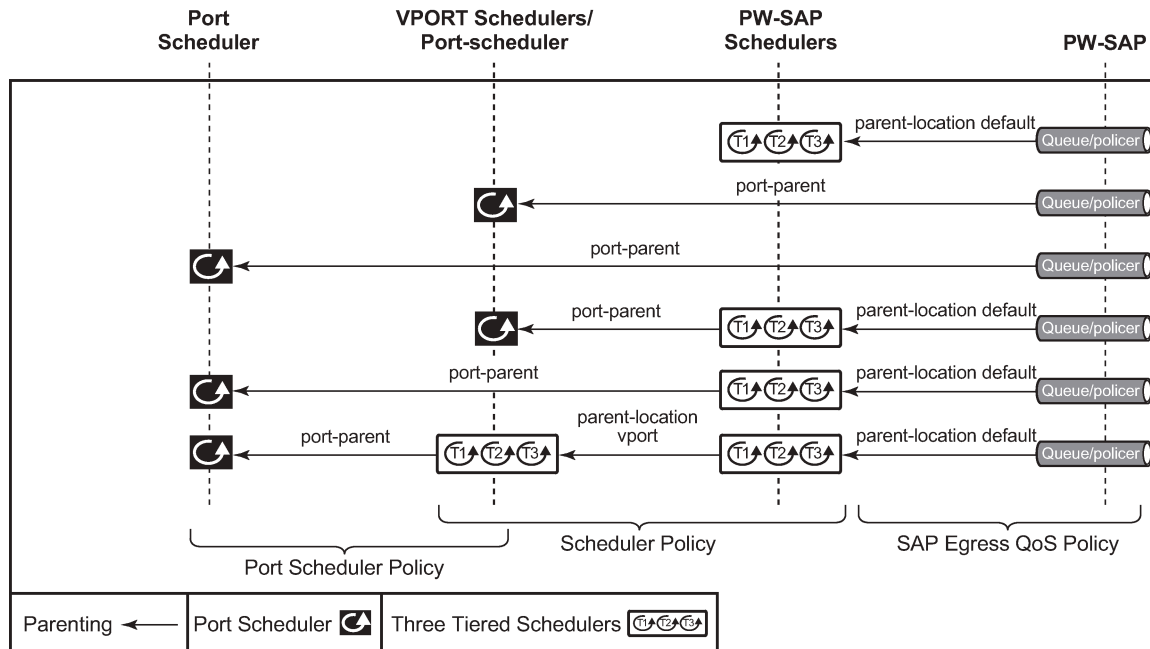 Port
Scheduler
VPORT Schedulers/
Port-scheduler
PW-SAP
Schedulers
PW-SAP
T1 T2 T3
parent-location default
Queue/policer
port-parent
Queue/policer
port-parent
Queue/policer
port-parent
T1 T2 T3
parent-location default
Queue/policer
port-parent
T1 T2 T3
parent-location default
Queue/policer
port-parent
T1 T2 T3
parent-location
vport
T1 T2 T3
parent-location default
Queue/policer
Port Scheduler Policy
Scheduler Policy
SAP Egress QoS Policy
Parenting
Port Scheduler
Three Tiered Schedulers
T1 T2 T3